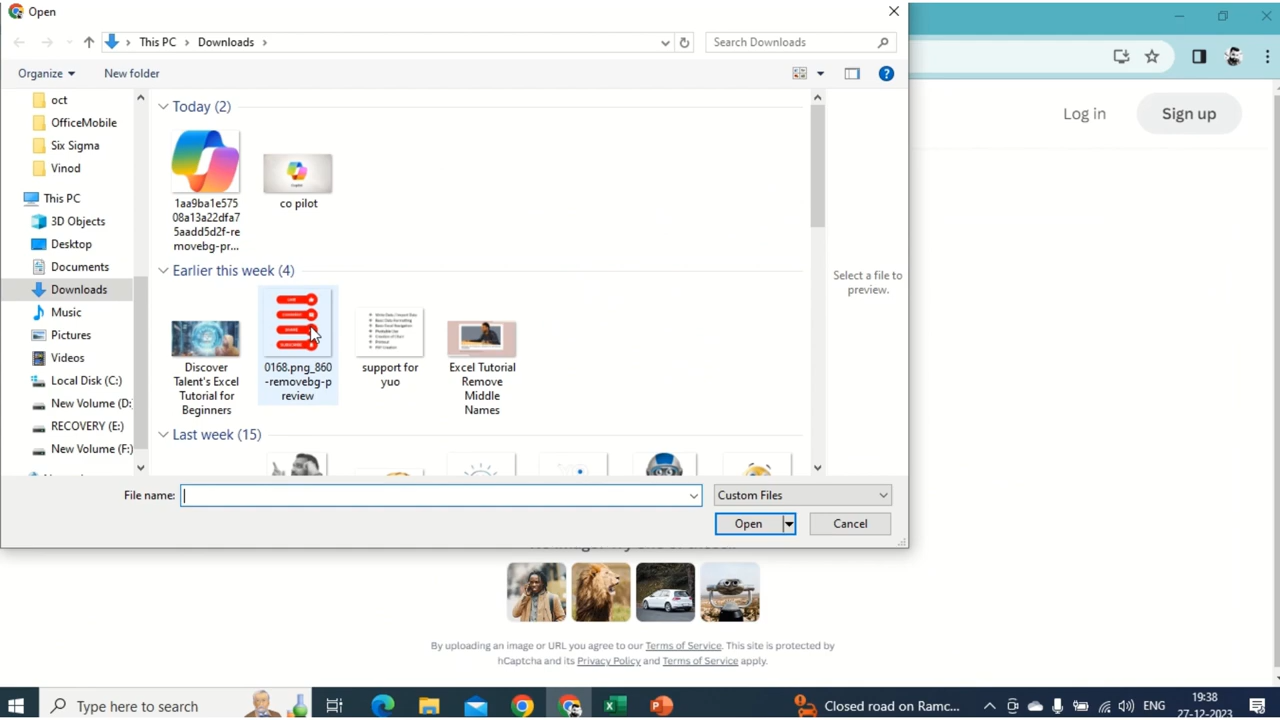 Open
This PC
Downloads
Search Downloads
Organize
New folder
oct
OfficeMobile
Six Sigma
Vinod
This PC
3D Objects
Desktop
Documents
Downloads
Music
Pictures
Videos
Local Disk (C:)
New Volume (D:
RECOVERY (E:)
New Volume (F:)
Today (2)
1aa9ba1e575
08a13a22dfa7
5aadd5d2f-re
movebg-pr...
co pilot
Earlier this week (4)
Discover
Talent's Excel
Tutorial for
Beginners
0168.png_860
-removebg-p
review
support for
yuo
Excel Tutorial
Remove
Middle
Names
Last week (15)
Select a file to
preview.
File name:
Custom Files
Open
Cancel
Log in
Sign up
By uploading an image or URL you agree to our Terms of Service. This site is protected
by hCaptcha and its Privacy Policy and Terms of Service apply.
Type here to search
Closed road on Ramc...
ENG
19:38
27-12-2023